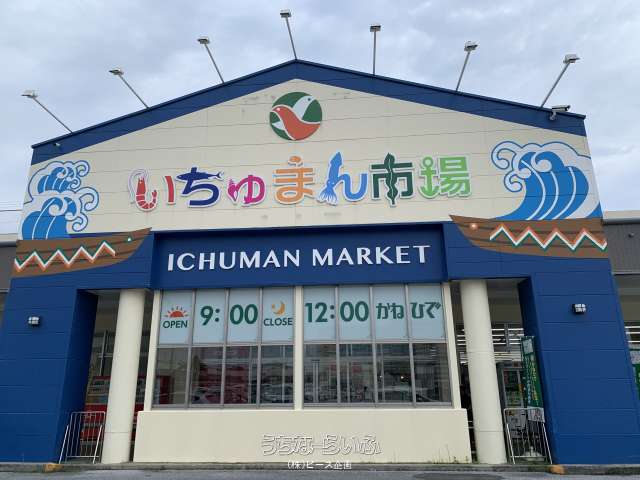 いちゅまん市場
ICHUMAN MARKET
OPEN 9:00 CLOSE 12:00 かねひで
うちなーらいふ
(株)ピース企画